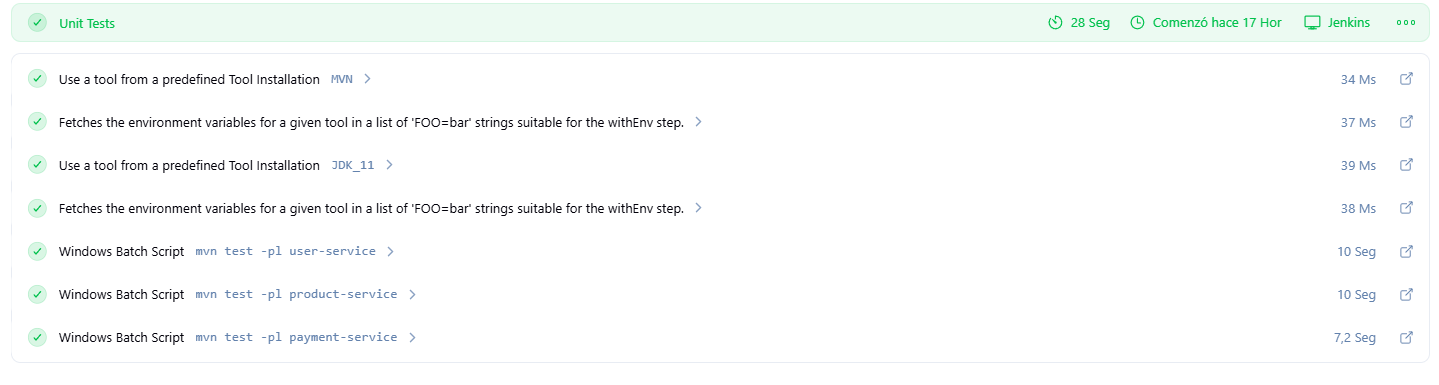 Unit Tests 28 Seg Comenzó hace 17 Hor Jenkins
Use a tool from a predefined Tool Installation MVN 34 Ms
Fetches the environment variables for a given tool in a list of 'FOO=bar' strings suitable for the withEnv step. 37 Ms
Use a tool from a predefined Tool Installation JDK_11 39 Ms
Fetches the environment variables for a given tool in a list of 'FOO=bar' strings suitable for the withEnv step. 38 Ms
Windows Batch Script mvn test -pl user-service 10 Seg
Windows Batch Script mvn test -pl product-service 10 Seg
Windows Batch Script mvn test -pl payment-service 7,2 Seg